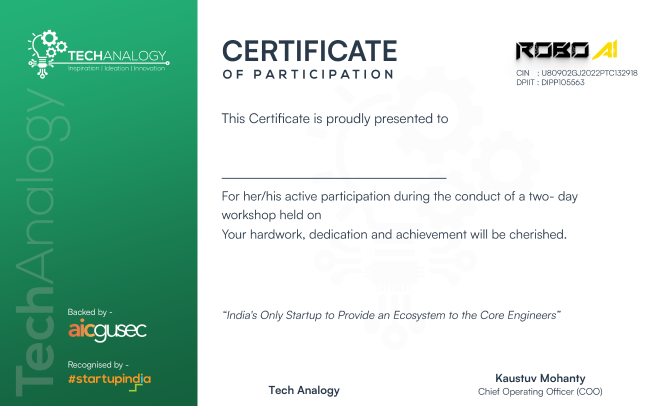 TECHANALOGY
Inspiration | Ideation | Innovation
TechAnalogy
Backed by -
aicgusec
Recognised by -
#startupindia
CERTIFICATE
OF PARTICIPATION
ROBO AI
CIN : U80902GJ2022PTC132918
DPIIT : DIPP105563
This Certificate is proudly presented to
For her/his active participation during the conduct of a two- day
workshop held on
Your hardwork, dedication and achievement will be cherished.
“India's Only Startup to Provide an Ecosystem to the Core Engineers”
Tech Analogy
Kaustuv Mohanty
Chief Operating Officer (COO)